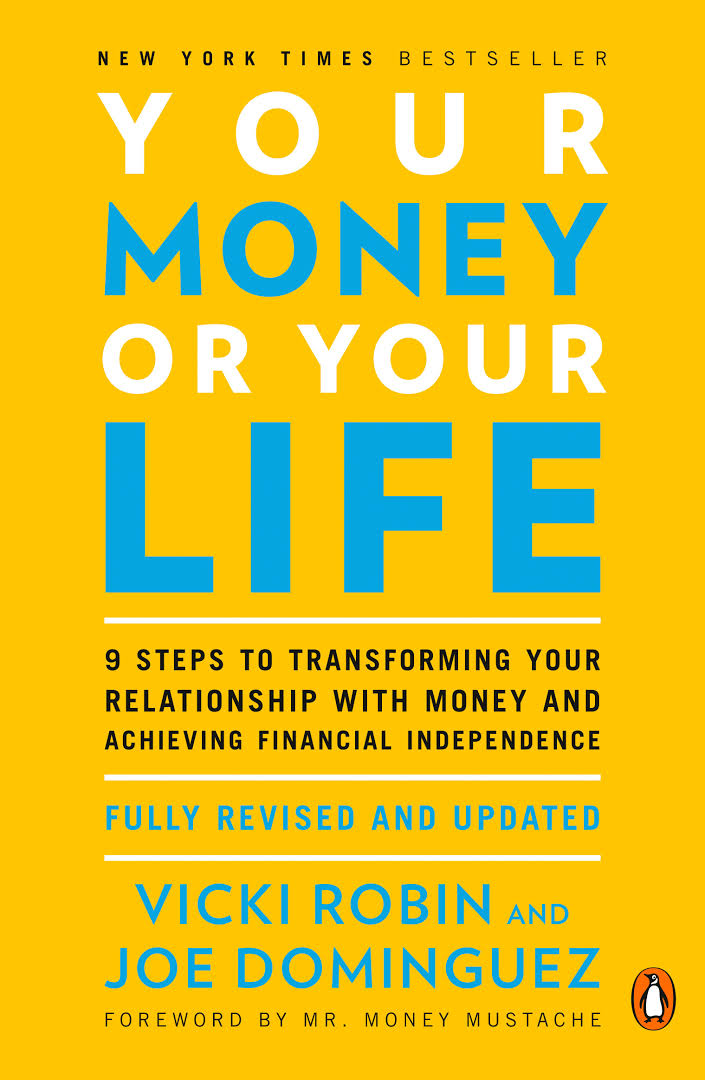 NEW YORK TIMES BESTSELLER
YOUR
MONEY
OR YOUR
LIFE
9 STEPS TO TRANSFORMING YOUR
RELATIONSHIP WITH MONEY AND
ACHIEVING FINANCIAL INDEPENDENCE
FULLY REVISED AND UPDATED
VICKI ROBIN AND
JOE DOMINGUEZ
FOREWORD BY MR. MONEY MUSTACHE